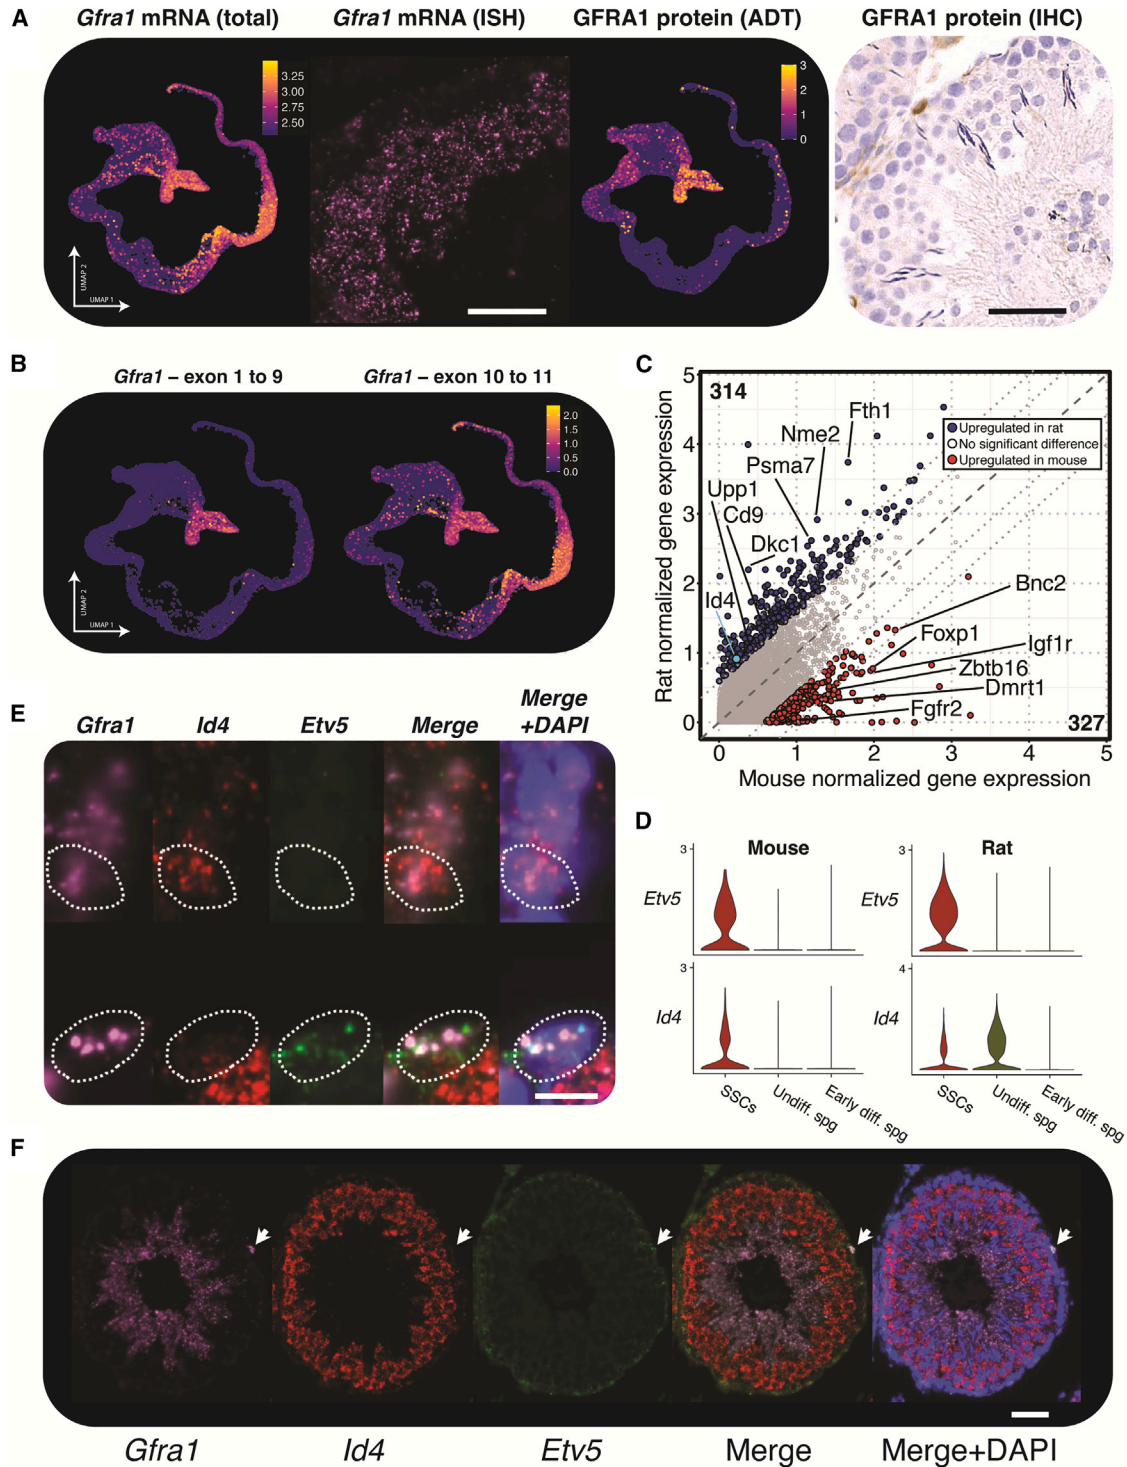 A
Gfra1 mRNA (total)
Gfra1 mRNA (ISH)
GFRA1 protein (ADT)
GFRA1 protein (IHC)
3.25
3.00
2.75
2.50
3
2
1
0
UMAP 2
UMAP 1
B
Gfra1 – exon 1 to 9
Gfra1 – exon 10 to 11
2.0
1.5
1.0
0.5
0.0
UMAP 2
UMAP 1
C
314
Fth1
Nme2
Psma7
Upp1
Cd9
Dkc1
Id4
Upregulated in rat
No significant difference
Upregulated in mouse
Bnc2
Foxp1
Igf1r
Zbtb16
Dmrt1
Fgfr2
327
Rat normalized gene expression
5
4
3
2
1
0
0 1 2 3 4 5
Mouse normalized gene expression
E
Gfra1
Id4
Etv5
Merge
Merge
+DAPI
D
Mouse
Rat
3
Etv5
3
Etv5
3
Id4
4
Id4
SSCs
Undiff. spg
Early diff. spg
SSCs
Undiff. spg
Early diff. spg
F
Gfra1
Id4
Etv5
Merge
Merge+DAPI